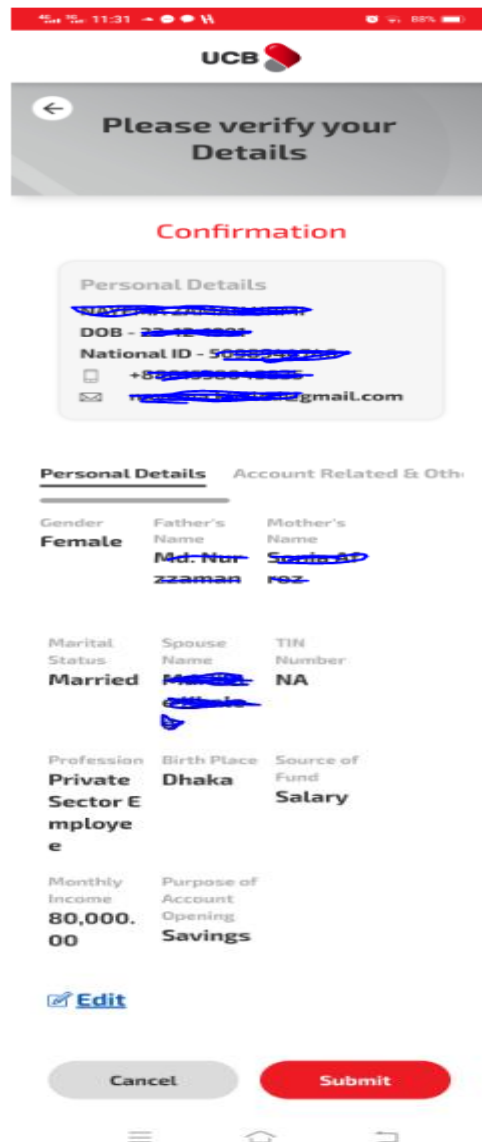 11:31
88%
UCB
Please verify your
Details
Confirmation
Personal Details
DOB -
National ID -
gmail.com
Personal Details Account Related & Oth
Gender Father's Mother's
Female Name Name
Marital Spouse TIN
Status Name Number
Married NA
Profession Birth Place Source of
Private Dhaka Fund
Sector E Salary
mploye
e
Monthly Purpose of
Income Account
80,000. Opening
00 Savings
Edit
Cancel Submit